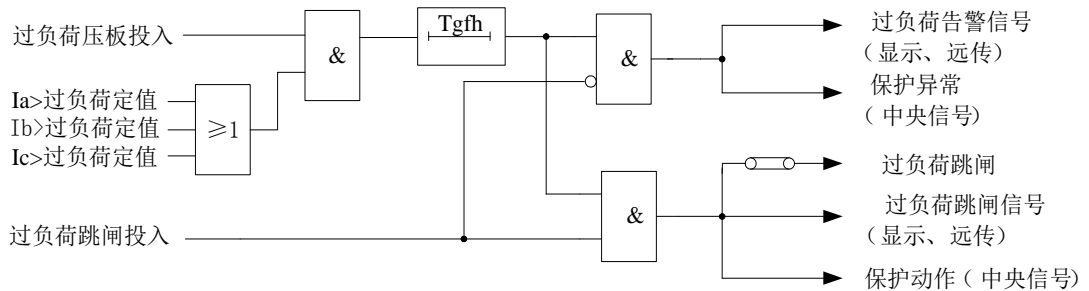 过负荷压板投入
Ia>过负荷定值
Ib>过负荷定值
Ic>过负荷定值
≥1
&
Tgfh
&
过负荷告警信号
(显示、远传)
保护异常
(中央信号)
过负荷跳闸投入
&
过负荷跳闸
过负荷跳闸信号
(显示、远传)
保护动作(中央信号)